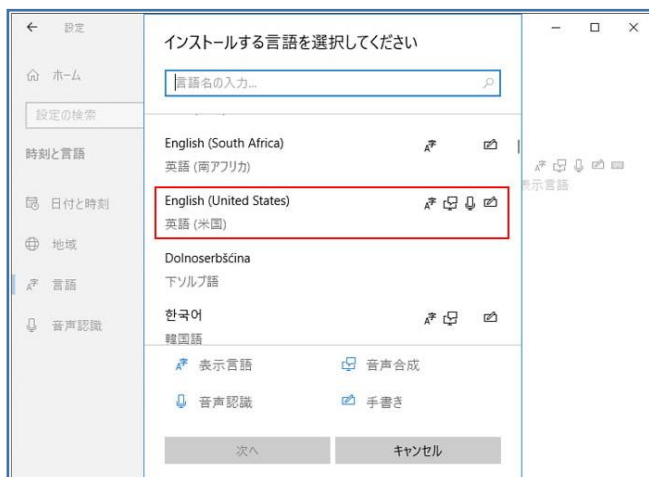 設定
インストールする言語を選択してください
ホーム
言語名の入力...
設定の検索
時刻と言語
English (South Africa)
英語 (南アフリカ)
表示言語
English (United States)
英語 (米国)
日付と時刻
地域
Dolnoserbšćina
下ソルブ語
言語
한국어
韓国語
音声認識
表示言語
音声合成
音声認識
手書き
次へ
キャンセル